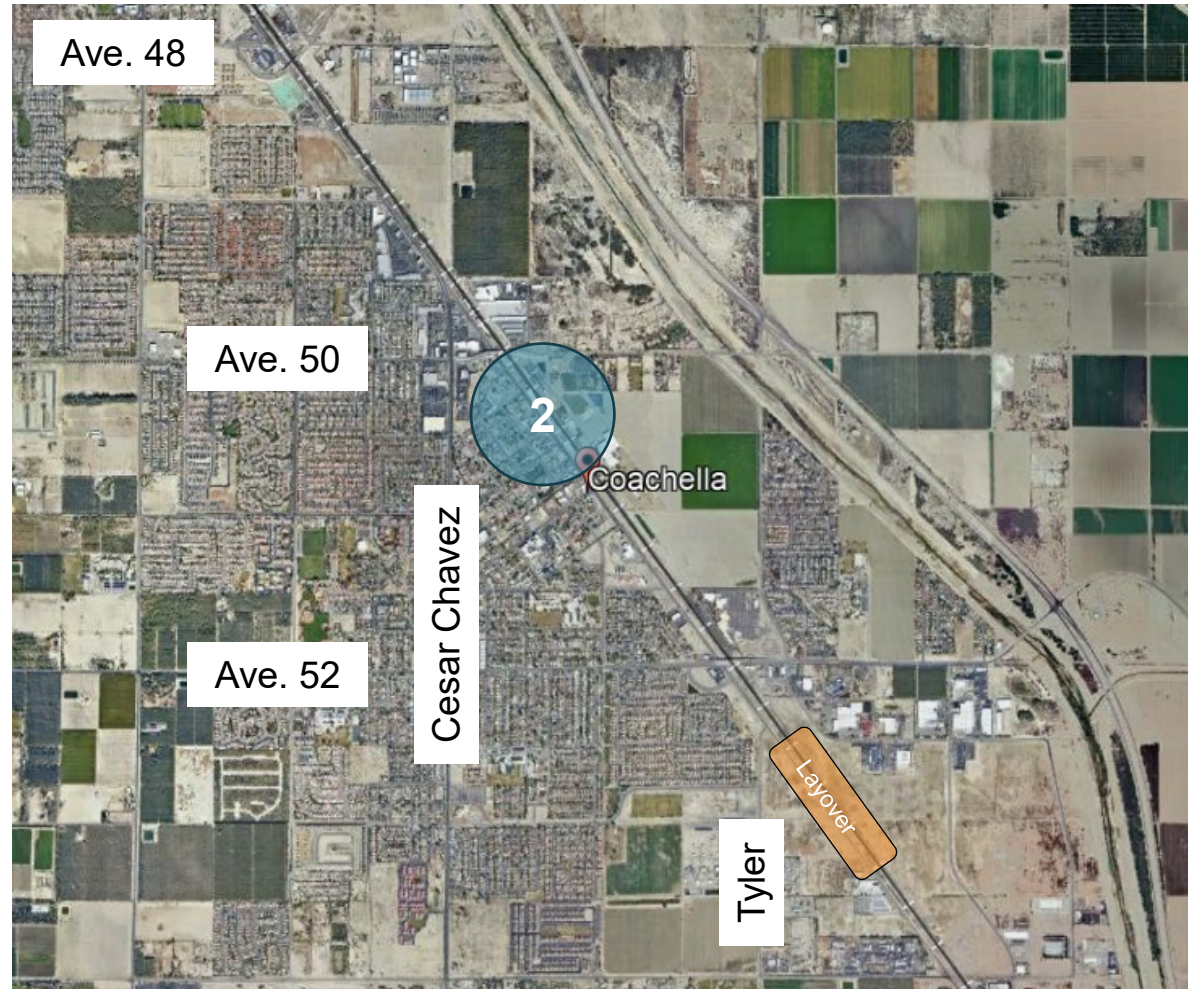 Ave. 48
Ave. 50
2
Coachella
Cesar Chavez
Ave. 52
Layover
Tyler